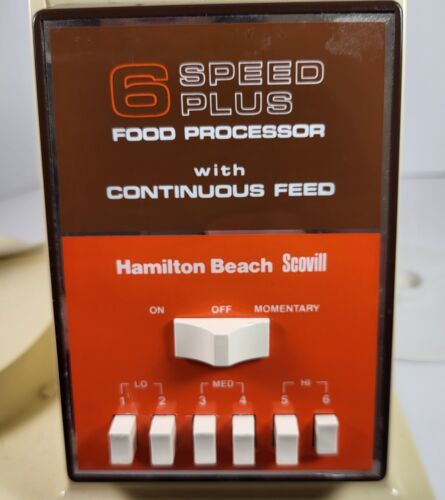 6 SPEED
PLUS
FOOD PROCESSOR
with
CONTINUOUS FEED
Hamilton Beach Scovill
ON OFF MOMENTARY
LO MED HI
1 2 3 4 5 6